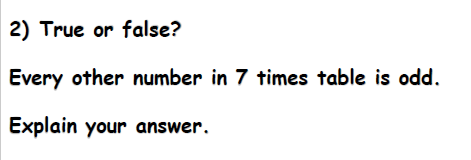 2) True or false?
Every other number in 7 times table is odd.
Explain your answer.